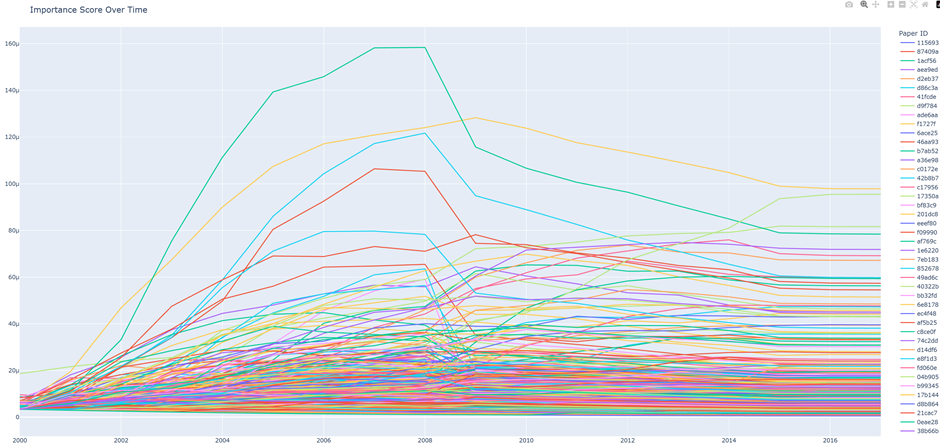 Importance Score Over Time
160μ
140μ
120μ
100μ
80μ
60μ
40μ
20μ
0
2000
2002
2004
2006
2008
2010
2012
2014
2016
Paper ID
115693
87409a
1acf56
aea9ed
d2eb37
d86c3a
41fcde
d9f784
ade6aa
f1727f
6ace25
46aa93
b7ab52
a36e98
c0172e
42b8b7
c17956
17350a
bf83c9
201dc8
eeef80
f09990
af769c
1e6220
7eb183
852678
49ad6c
40322b
bb32fd
6e8178
ec4f48
af5b25
c8ce0f
74c2dd
d14df6
e8f1d3
fd060e
04b905
b99345
17b144
d8b864
21cac7
0eae28
38b66b